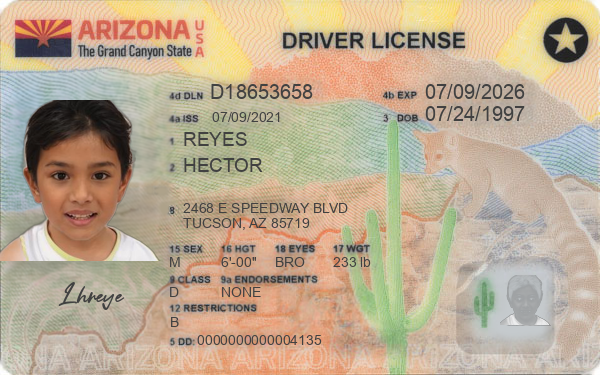 ARIZONA USA
The Grand Canyon State
DRIVER LICENSE
4d DLN D18653658
4b EXP 07/09/2026
4a ISS 07/09/2021
3 DOB 07/24/1997
1 REYES
2 HECTOR
8 2468 E SPEEDWAY BLVD
TUCSON, AZ 85719
15 SEX 16 HGT 18 EYES 17 WGT
M 6'-00" BRO 233 lb
9 CLASS 9a ENDORSEMENTS
D NONE
12 RESTRICTIONS
B
5 DD: 0000000000004135
Lhreye
ARIZONA ARIZONA ARIZONA ARIZONA